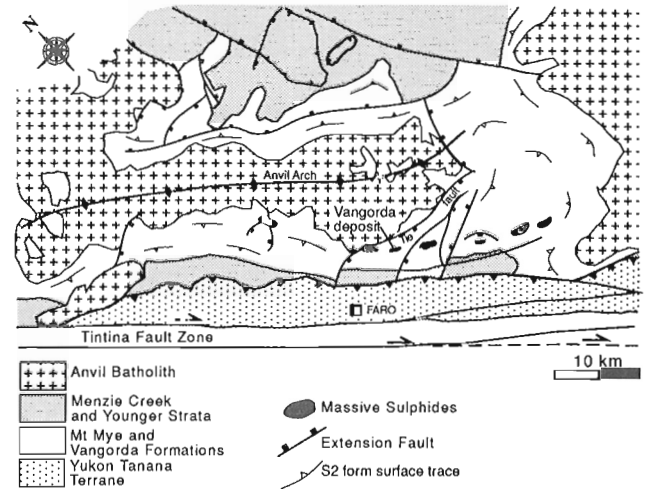 N
Anvil Arch
Vangorda
deposit
fault
FARO
Tintina Fault Zone
10 km
Anvil Batholith
Menzie Creek
and Younger Strata
Mt Mye and
Vangorda Formations
Yukon Tanana
Terrane
Massive Sulphides
Extension Fault
S2 form surface trace